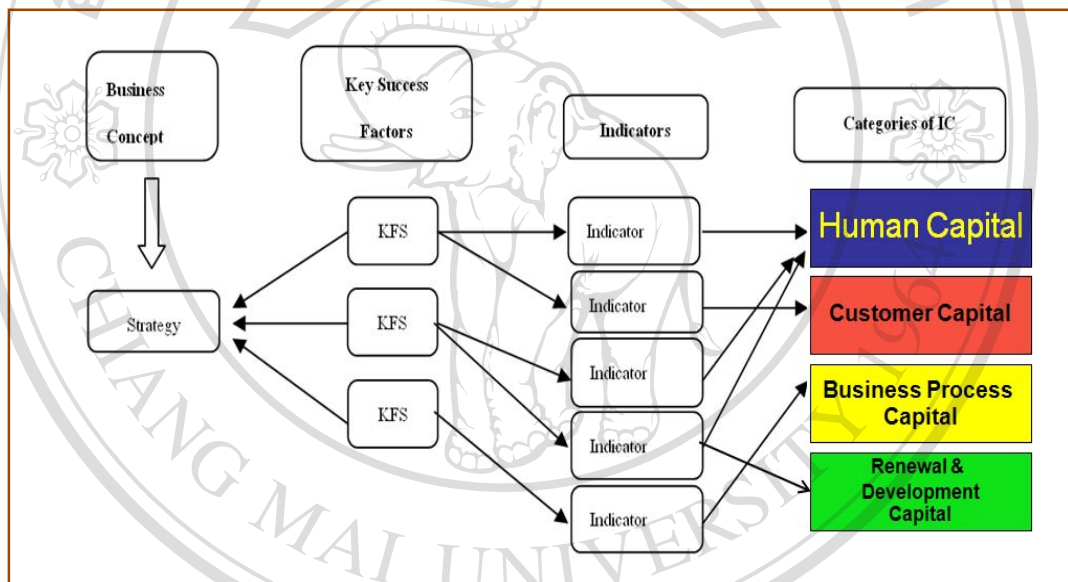 Business
Concept
Key Success
Factors
Indicators
Categories of IC
Strategy
KFS
KFS
KFS
Indicator
Indicator
Indicator
Indicator
Indicator
Human Capital
Customer Capital
Business Process
Capital
Renewal &
Development
Capital
CHIANG MAI UNIVERSITY 1964